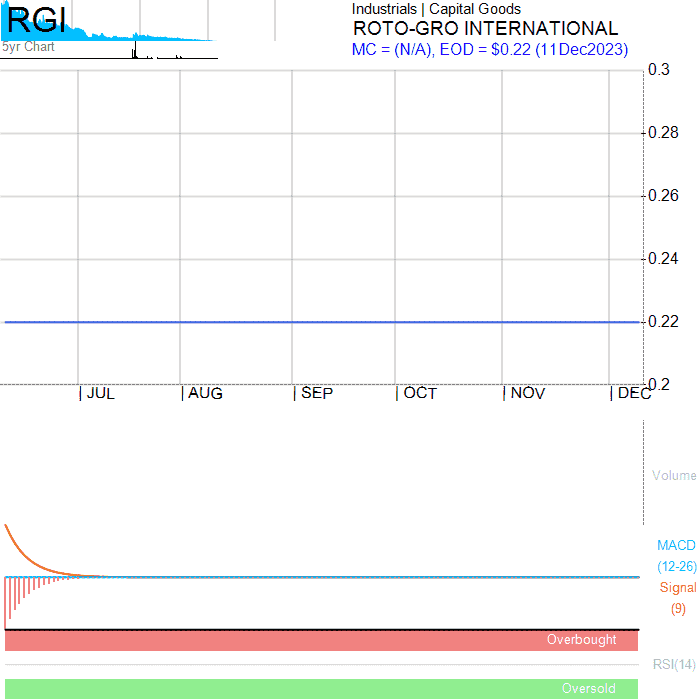 RGI
5yr Chart
Industrials | Capital Goods
ROTO-GRO INTERNATIONAL
MC = (N/A), EOD = $0.22 (11Dec2023)
0.3
0.28
0.26
0.24
0.22
0.2
| JUL | AUG | SEP | OCT | NOV | DEC
Volume
MACD
(12-26)
Signal
(9)
Overbought
RSI(14)
Oversold